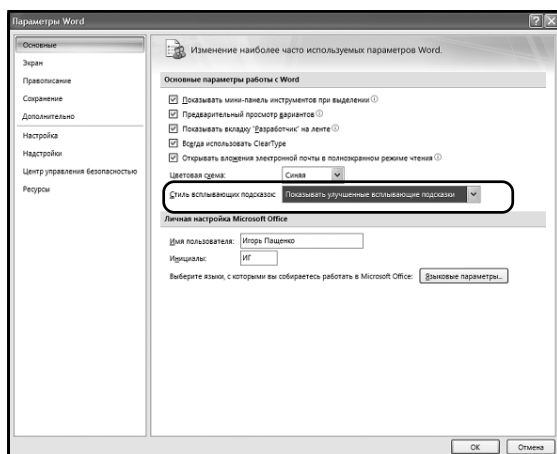 Параметры Word
Основные
Экран
Правописание
Сохранение
Дополнительно
Настройка
Надстройки
Центр управления безопасностью
Ресурсы
Изменение наиболее часто используемых параметров Word.
Основные параметры работы с Word
Показывать мини-панель инструментов при выделении
Предварительный просмотр вариантов
Показывать вкладку "Разработчик" на ленте
Всегда использовать ClearType
Открывать вложения электронной почты в полноэкранном режиме чтения
Цветовая схема: Синяя
Стиль всплывающих подсказок: Показывать улучшенные всплывающие подсказки
Личная настройка Microsoft Office
Имя пользователя: Игорь Пащенко
Инициалы: ИГ
Выберите языки, с которыми вы собираетесь работать в Microsoft Office: Языковые параметры...
ОК Отмена